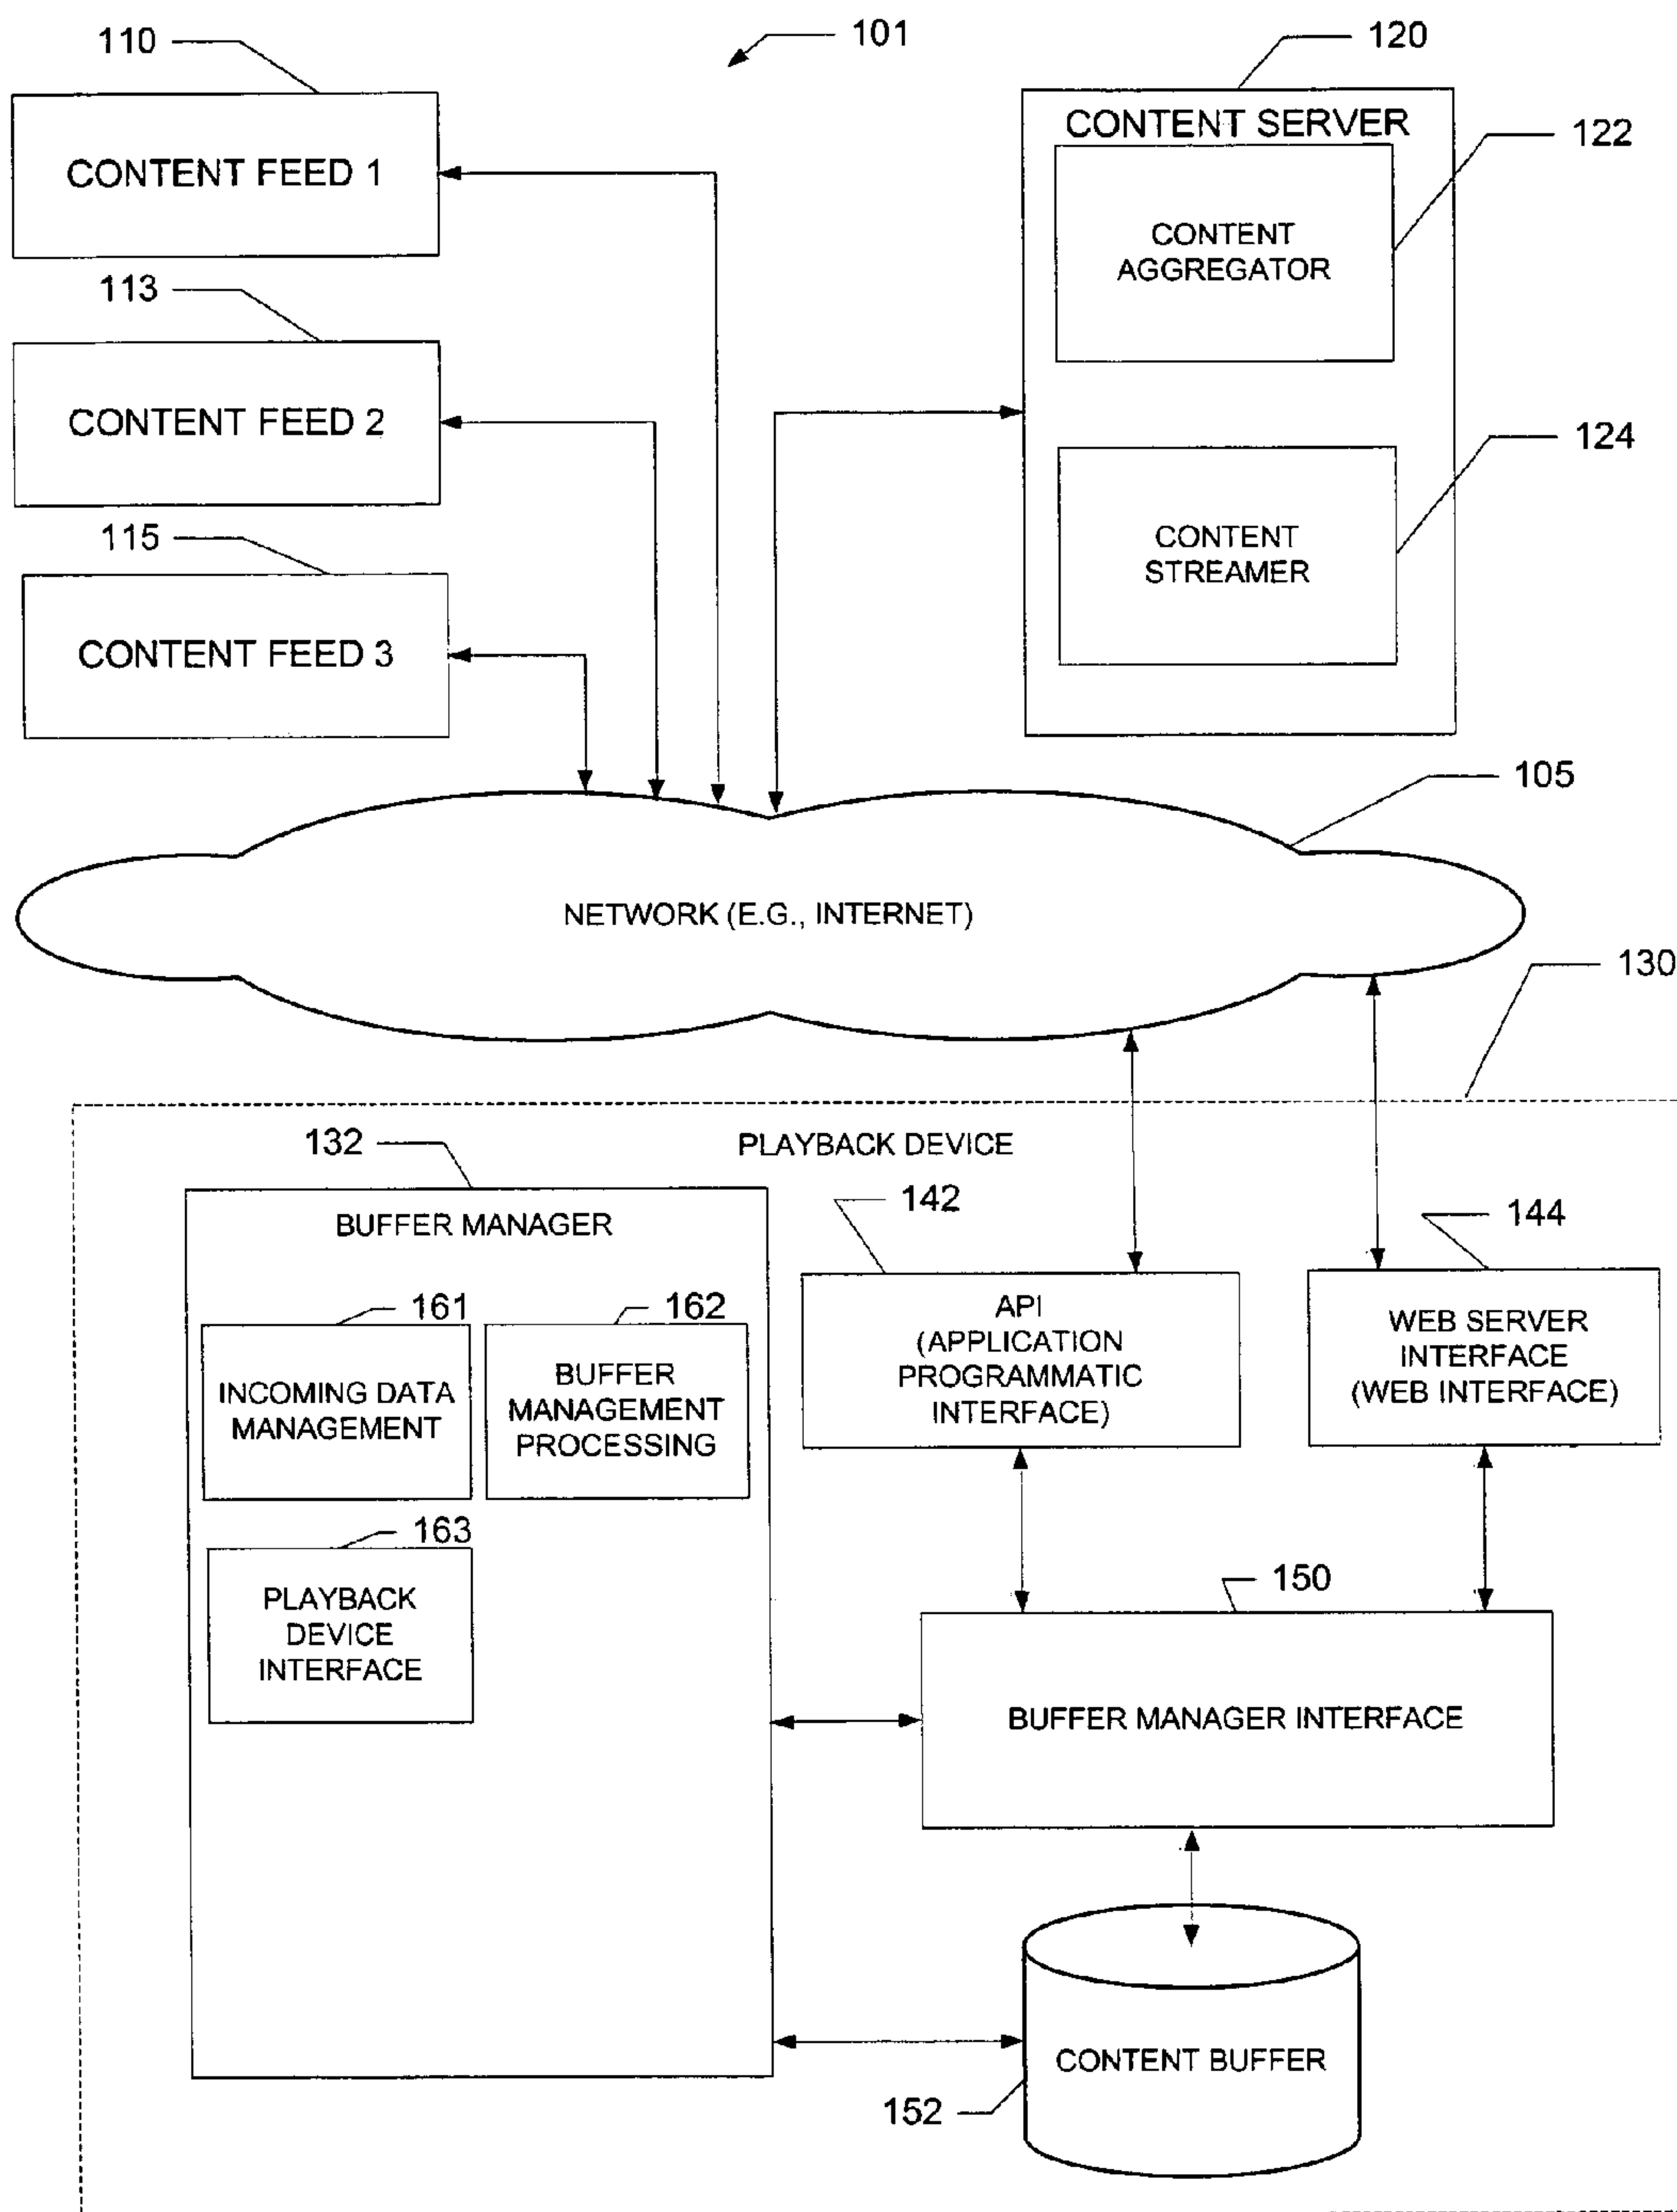 110
101
120
CONTENT FEED 1
CONTENT SERVER
122
CONTENT
AGGREGATOR
113
CONTENT FEED 2
124
CONTENT
STREAMER
115
CONTENT FEED 3
105
NETWORK (E.G., INTERNET)
130
PLAYBACK DEVICE
132
BUFFER MANAGER
142
144
161
162
INCOMING DATA
MANAGEMENT
BUFFER
MANAGEMENT
PROCESSING
API
(APPLICATION
PROGRAMMATIC
INTERFACE)
WEB SERVER
INTERFACE
(WEB INTERFACE)
163
PLAYBACK
DEVICE
INTERFACE
150
BUFFER MANAGER INTERFACE
CONTENT BUFFER
152